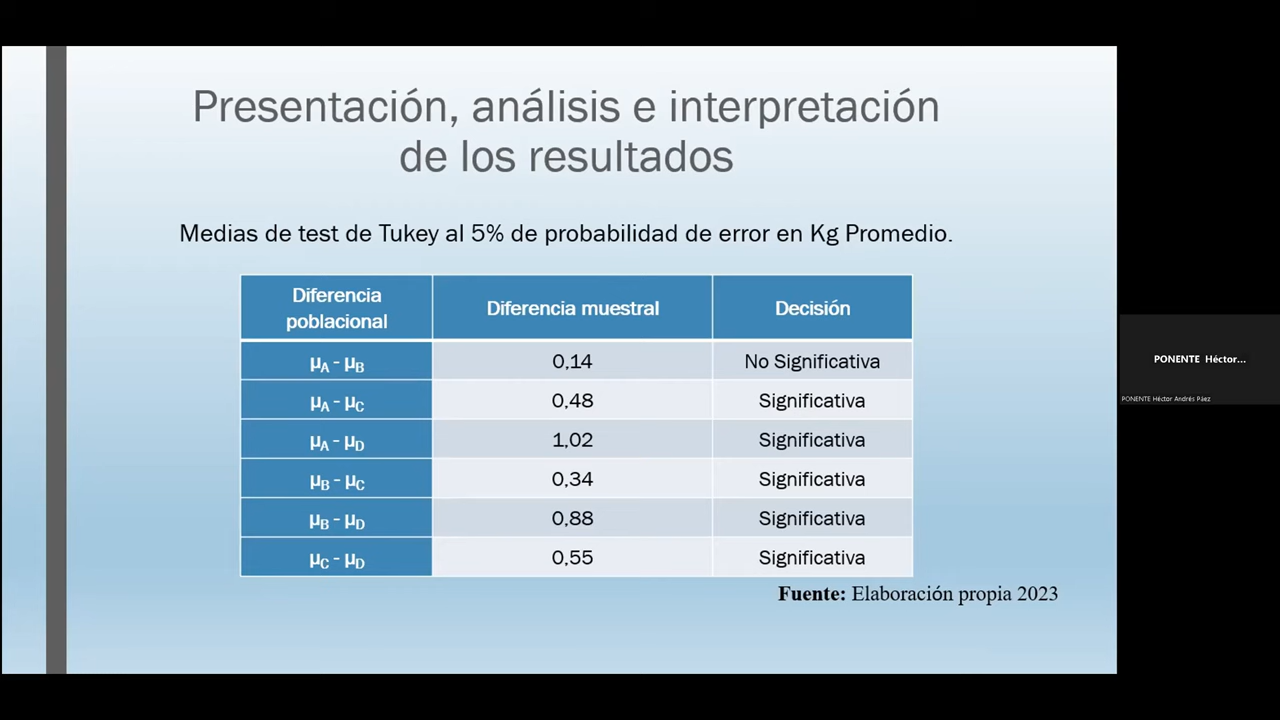 Presentación, análisis e interpretación
de los resultados
Medias de test de Tukey al 5% de probabilidad de error en Kg Promedio.
Diferencia poblacional Diferencia muestral Decisión
μA - μB 0,14 No Significativa
μA - μC 0,48 Significativa
μA - μD 1,02 Significativa
μB - μC 0,34 Significativa
μB - μD 0,88 Significativa
μC - μD 0,55 Significativa
Fuente: Elaboración propia 2023
PONENTE Héctor...
PONENTE Héctor Andrés Páez